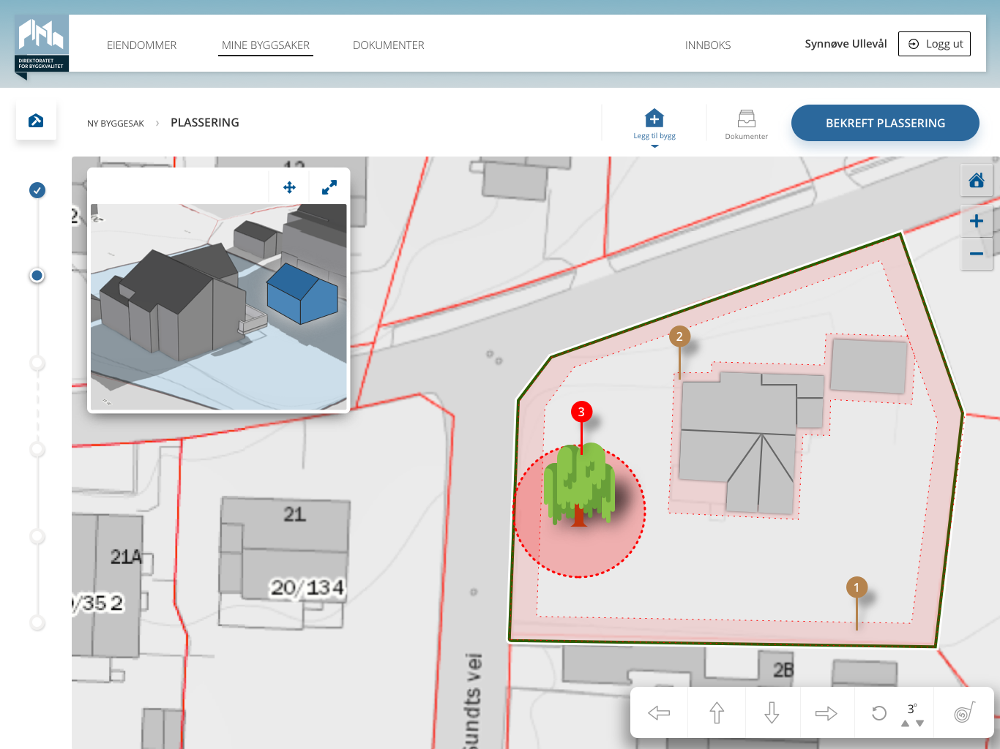 DIREKTORATET
FOR BYGGKVALITET
EIENDOMMER
MINE BYGGSAKER
DOKUMENTER
INNBOKS
Synnøve Ullevål
Logg ut
NY BYGGESAK
PLASSERING
Legg til bygg
Dokumenter
BEKREFT PLASSERING
2
3
1
21
20/134
21A
/352
2B
Sundts vei
3°